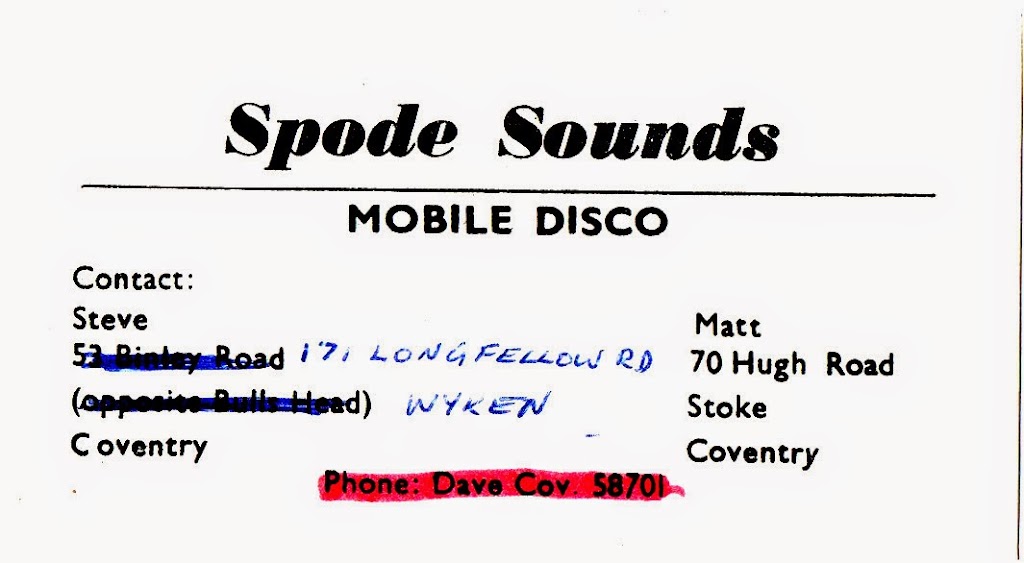 Spode Sounds
MOBILE DISCO
Contact:
Steve
53 Binley Road 171 LONGFELLOW RD
(opposite Bulls Head) WYKEN
Coventry
Matt
70 Hugh Road
Stoke
Coventry
Phone: Dave Cov. 58701